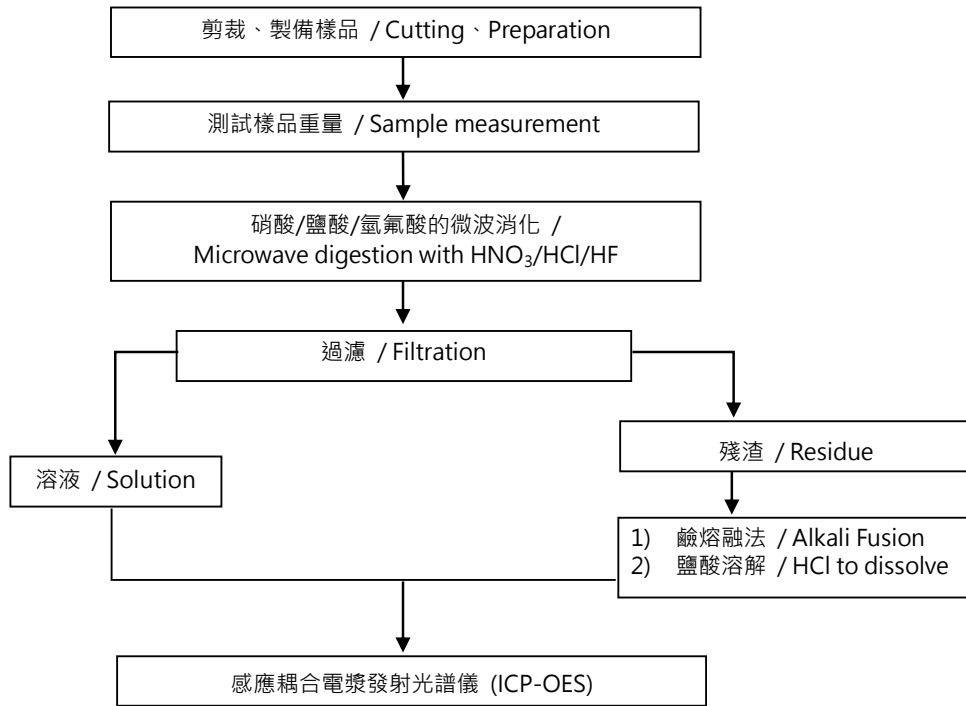 剪裁、製備樣品 / Cutting、Preparation
測試樣品重量 / Sample measurement
硝酸/鹽酸/氫氟酸的微波消化 /
Microwave digestion with HNO₃/HCl/HF
過濾 / Filtration
溶液 / Solution
殘渣 / Residue
1) 鹼熔融法 / Alkali Fusion
2) 鹽酸溶解 / HCl to dissolve
感應耦合電漿發射光譜儀 (ICP-OES)